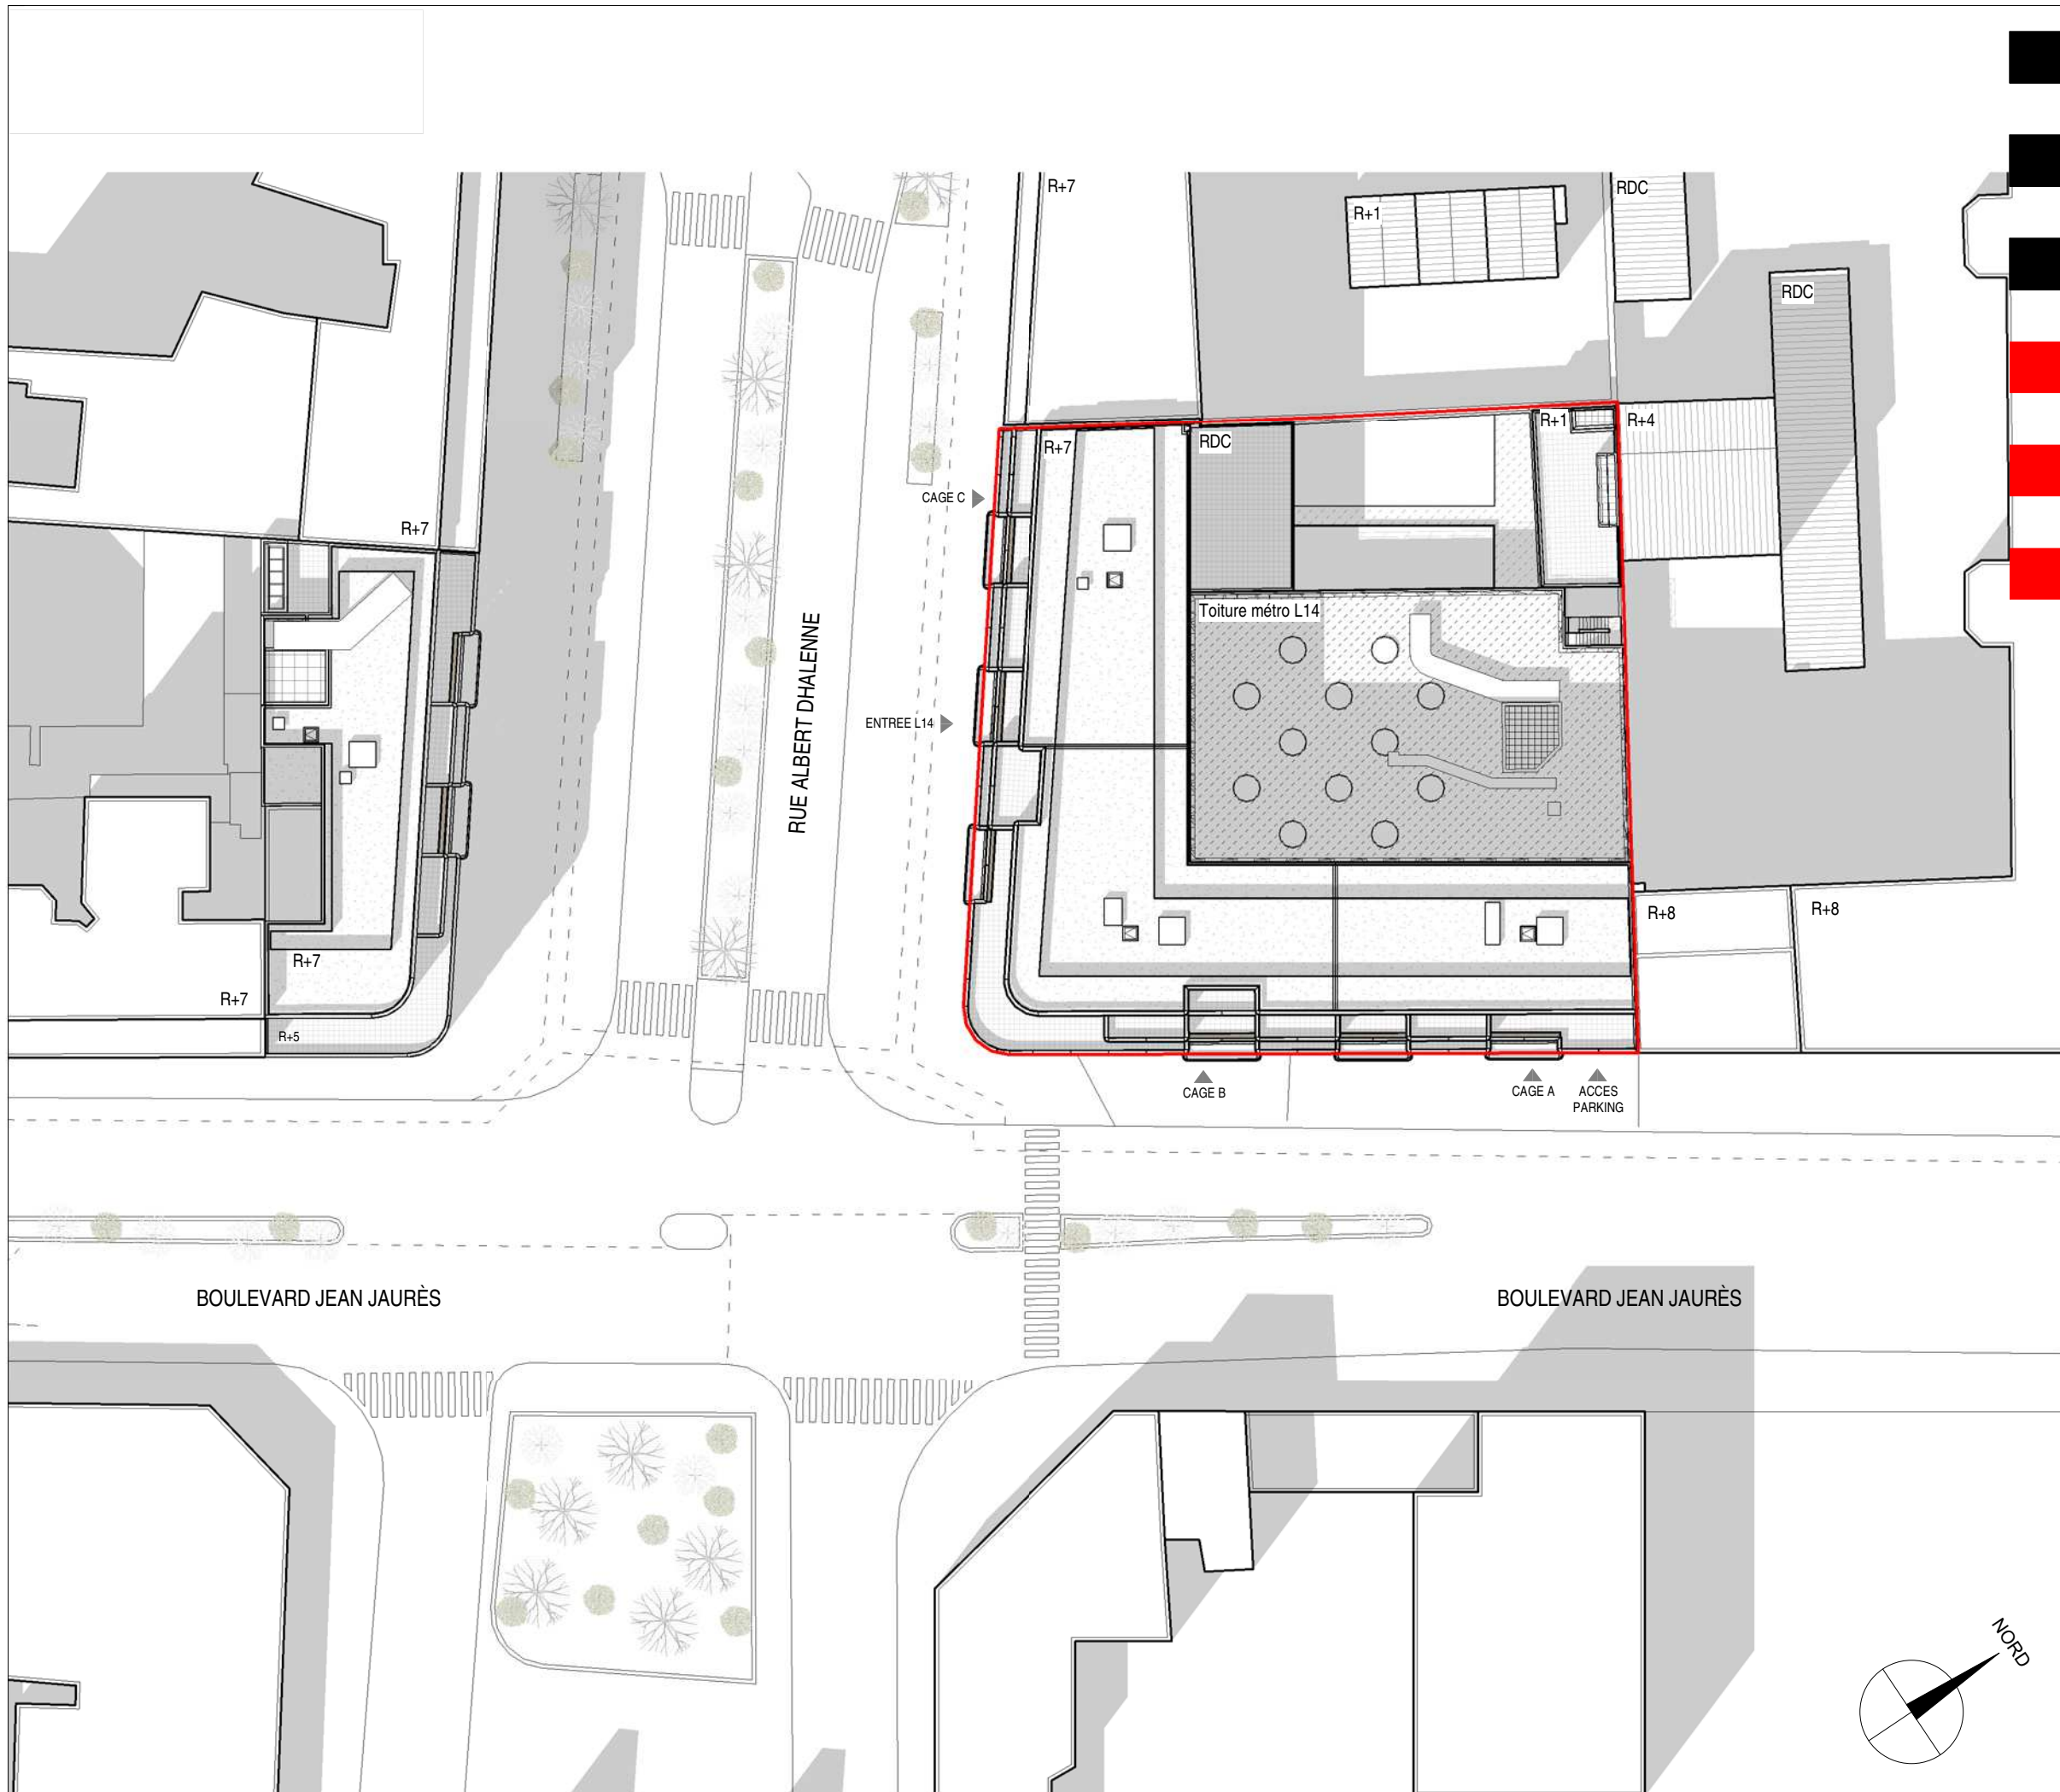 R+7
R+1
RDC
RDC
R+7
RDC
R+1
R+4
CAGE C
R+7
Toiture métro L14
RUE ALBERT DHALENNE
ENTREE L14
R+8
R+8
R+7
R+7
R+5
CAGE B
CAGE A
ACCES
PARKING
BOULEVARD JEAN JAURÈS
BOULEVARD JEAN JAURÈS
NORD